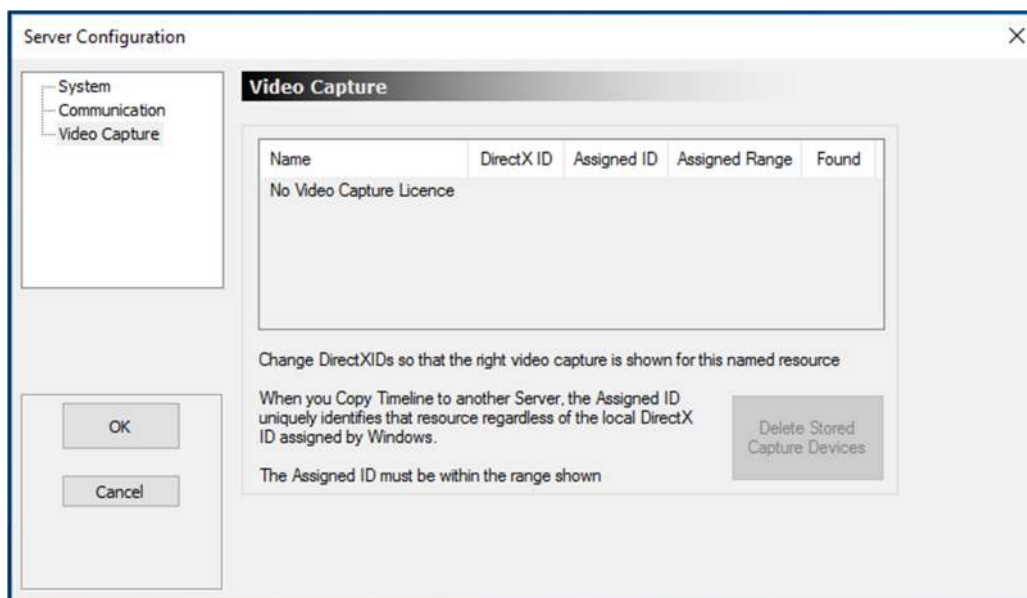 Server Configuration
System
Communication
Video Capture
Video Capture
Name DirectX ID Assigned ID Assigned Range Found
No Video Capture Licence
Change DirectXIDs so that the right video capture is shown for this named resource
When you Copy Timeline to another Server, the Assigned ID
uniquely identifies that resource regardless of the local DirectX
ID assigned by Windows.
The Assigned ID must be within the range shown
Delete Stored
Capture Devices
OK
Cancel